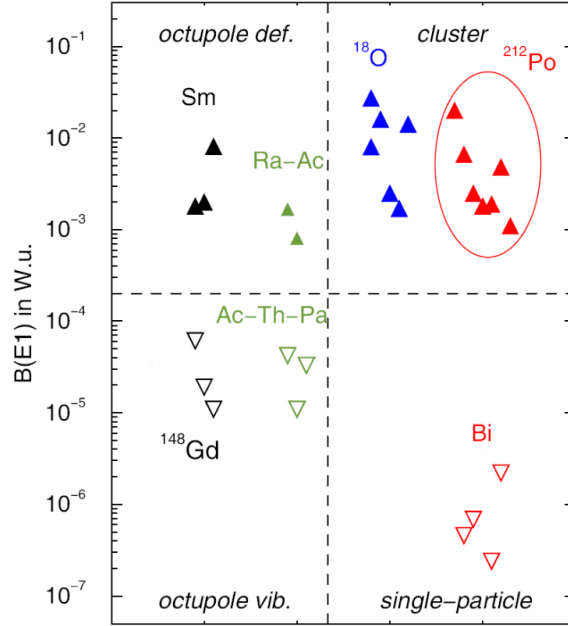 octupole def.
cluster
10⁻¹
¹⁸O
²¹²Po
Sm
10⁻²
Ra–Ac
10⁻³
B(E1) in W.u.
10⁻⁴
Ac–Th–Pa
10⁻⁵
¹⁴⁸Gd
Bi
10⁻⁶
10⁻⁷
octupole vib.
single–particle